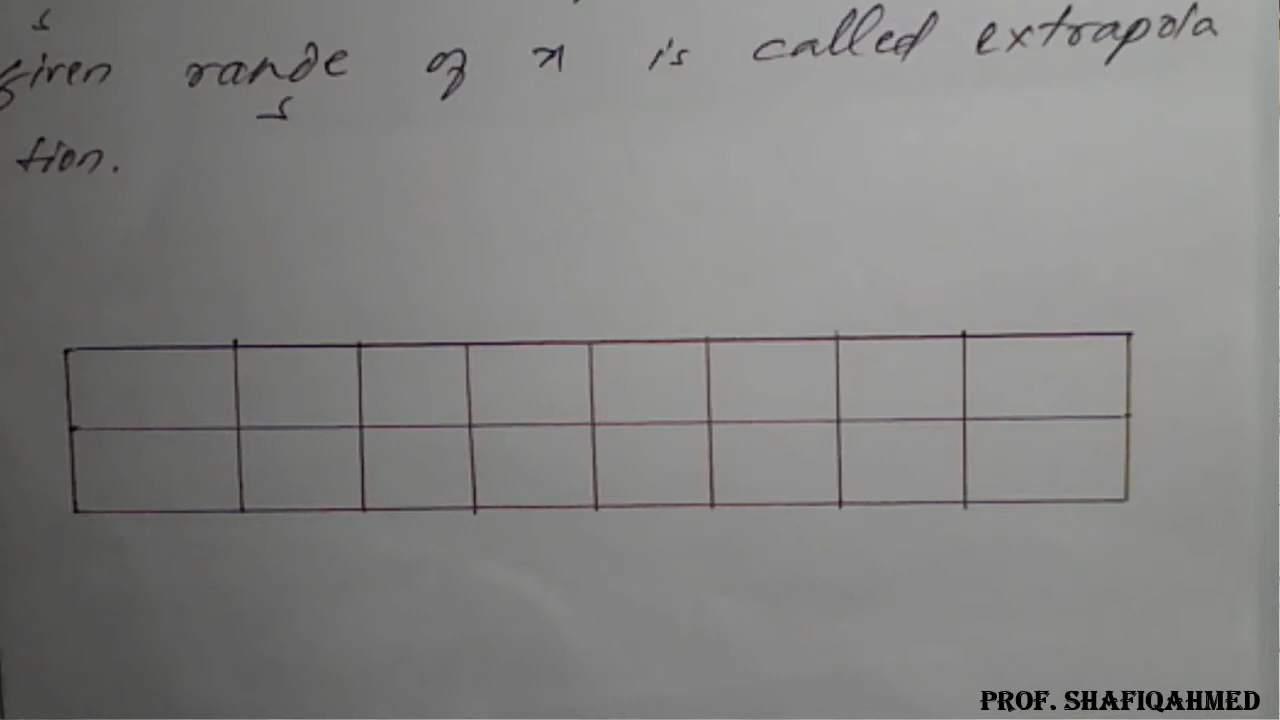 given range of x is called extrapola
tion.
PROF. SHAFIQAHMED